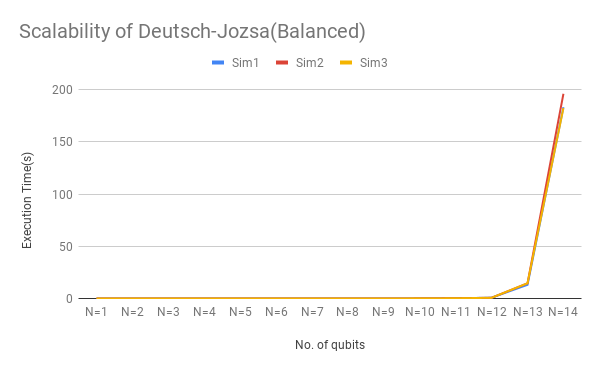 Scalability of Deutsch-Jozsa(Balanced)
Sim1 Sim2 Sim3
200
150
100
50
0
Execution Time(s)
N=1 N=2 N=3 N=4 N=5 N=6 N=7 N=8 N=9 N=10 N=11 N=12 N=13 N=14
No. of qubits